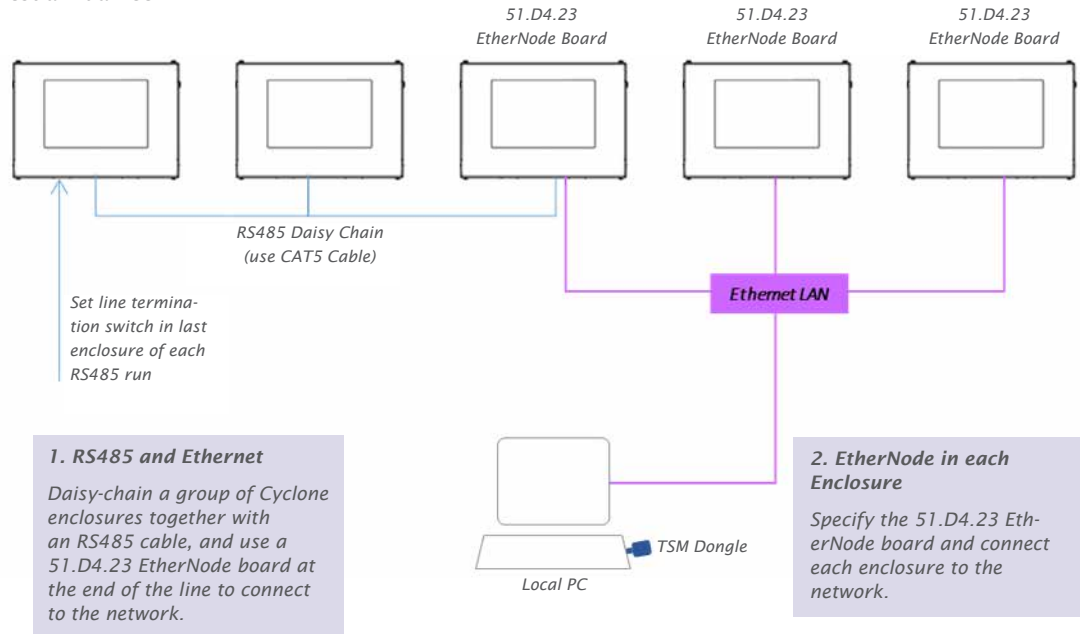 51.D4.23
EtherNode Board
51.D4.23
EtherNode Board
51.D4.23
EtherNode Board
RS485 Daisy Chain
(use CAT5 Cable)
Ethernet LAN
Set line termina-
tion switch in last
enclosure of each
RS485 run
1. RS485 and Ethernet
Daisy-chain a group of Cyclone
enclosures together with
an RS485 cable, and use a
51.D4.23 EtherNode board at
the end of the line to connect
to the network.
TSM Dongle
Local PC
2. EtherNode in each
Enclosure
Specify the 51.D4.23 Eth-
erNode board and connect
each enclosure to the
network.